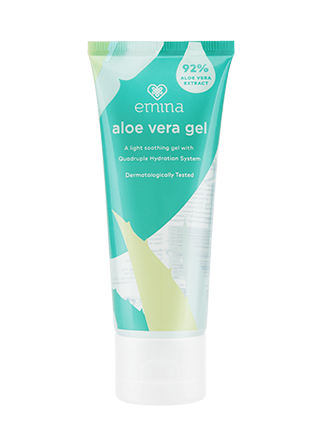 92%
ALOE VERA
EXTRACT
emina
aloe vera gel
A light soothing gel with
Quadruple Hydration System
Dermatologically Tested